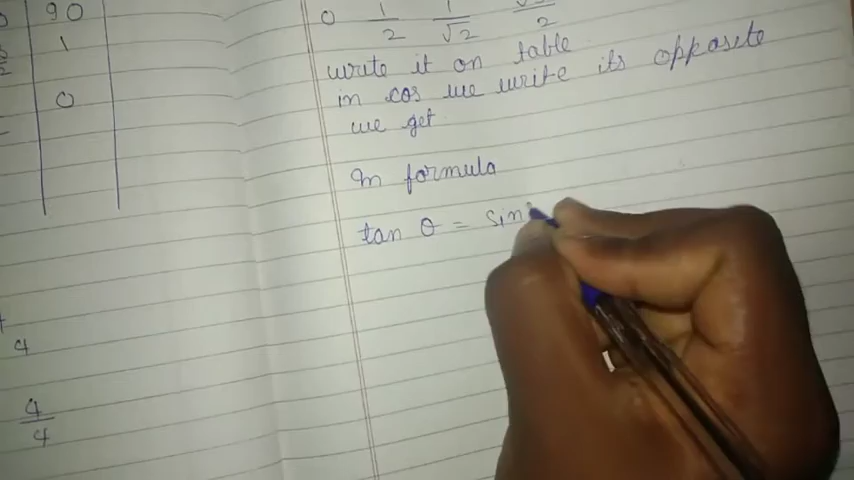 90
1
0
4
4
4
0 1/2 1/√2 /2
write it on table
in cos we write its opposite
we get
In formula
tan θ = sin